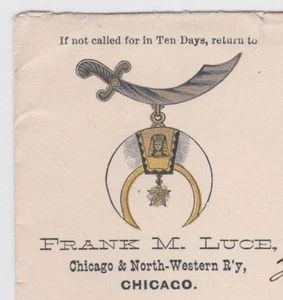 If not called for in Ten Days, return to
FRANK M. LUCE,
Chicago & North-Western R'y,
CHICAGO.